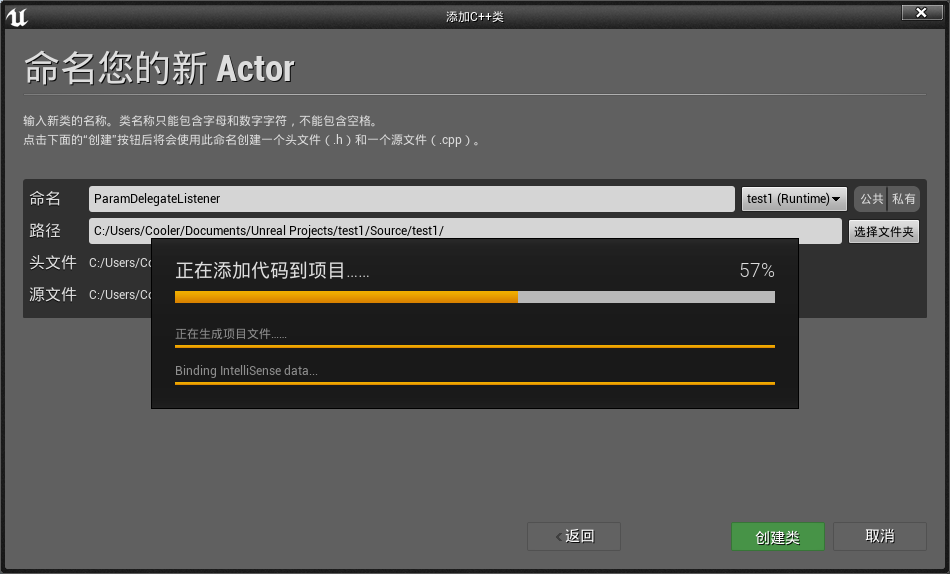 添加C++类
命名您的新 Actor
输入新类的名称。类名称只能包含字母和数字字符，不能包含空格。
点击下面的“创建”按钮后将会使用此命名创建一个头文件（.h）和一个源文件（.cpp）。
命名 ParamDelegateListener test1 (Runtime) 公共 私有
路径 C:/Users/Cooler/Documents/Unreal Projects/test1/Source/test1/ 选择文件夹
头文件 C:/Users/Co
源文件 C:/Users/Co
正在添加代码到项目...... 57%
正在生成项目文件......
Binding IntelliSense data...
返回 创建类 取消